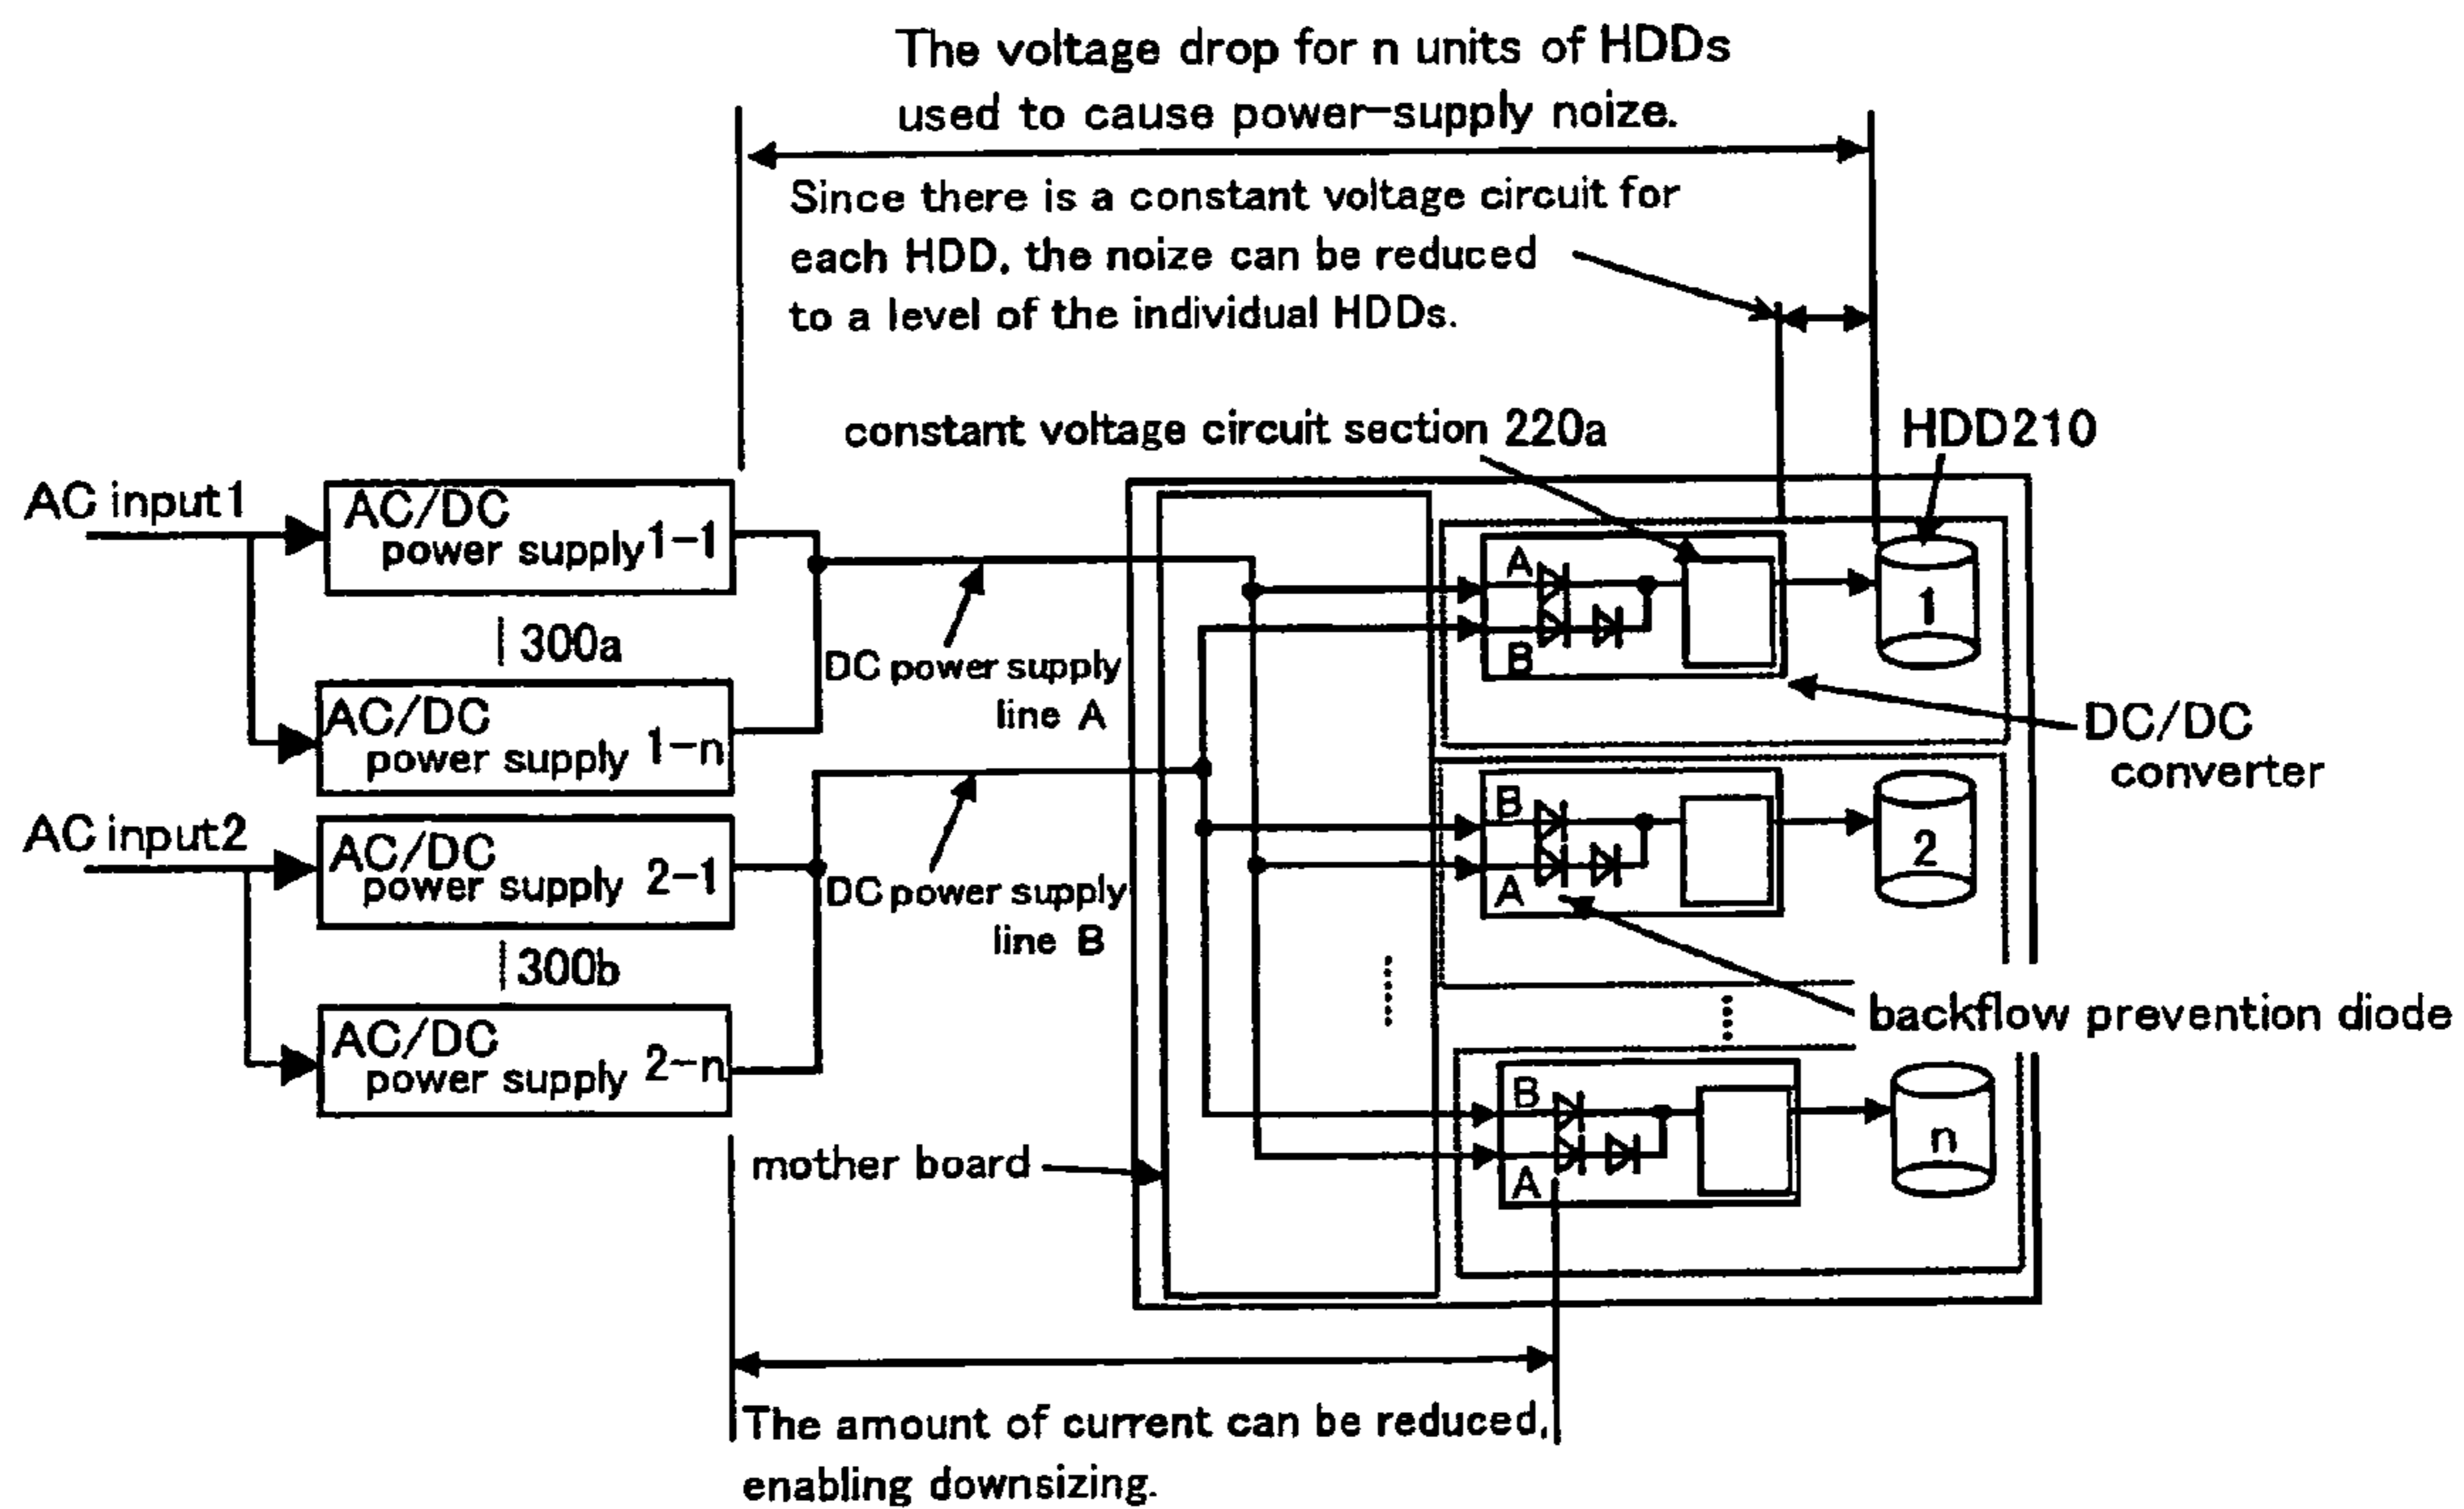 The voltage drop for n units of HDDs
used to cause power-supply noize.
Since there is a constant voltage circuit for
each HDD, the noize can be reduced
to a level of the individual HDDs.
constant voltage circuit section 220a
HDD210
AC input1
AC/DC
power supply 1-1
300a
AC/DC
power supply 1-n
AC input2
AC/DC
power supply 2-1
300b
AC/DC
power supply 2-n
DC power supply
line A
DC power supply
line B
A
B
1
DC/DC
converter
B
A
2
backflow prevention diode
B
A
n
mother board
The amount of current can be reduced,
enabling downsizing.